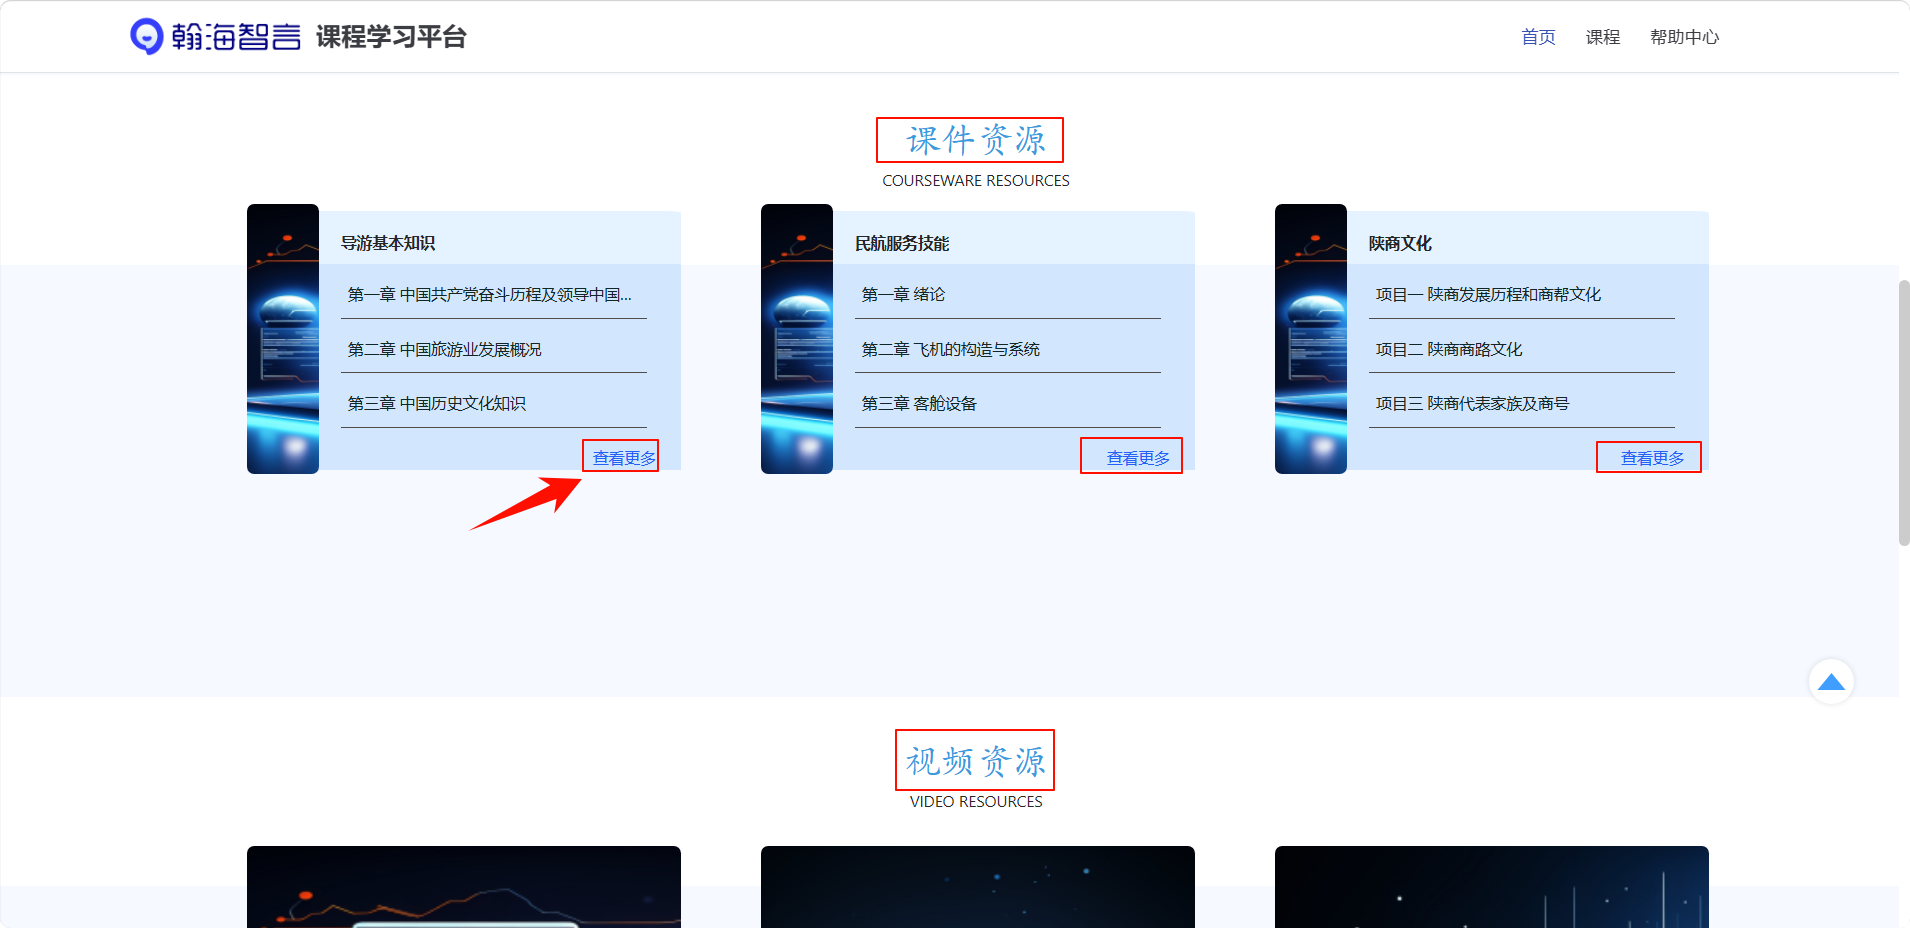 翰海智言 课程学习平台
首页 课程 帮助中心
课件资源
COURSEWARE RESOURCES
导游基本知识
第一章 中国共产党奋斗历程及领导中国...
第二章 中国旅游业发展概况
第三章 中国历史文化知识
查看更多
民航服务技能
第一章 绪论
第二章 飞机的构造与系统
第三章 客舱设备
查看更多
陕商文化
项目一 陕商发展历程和商帮文化
项目二 陕商商路文化
项目三 陕商代表家族及商号
查看更多
视频资源
VIDEO RESOURCES